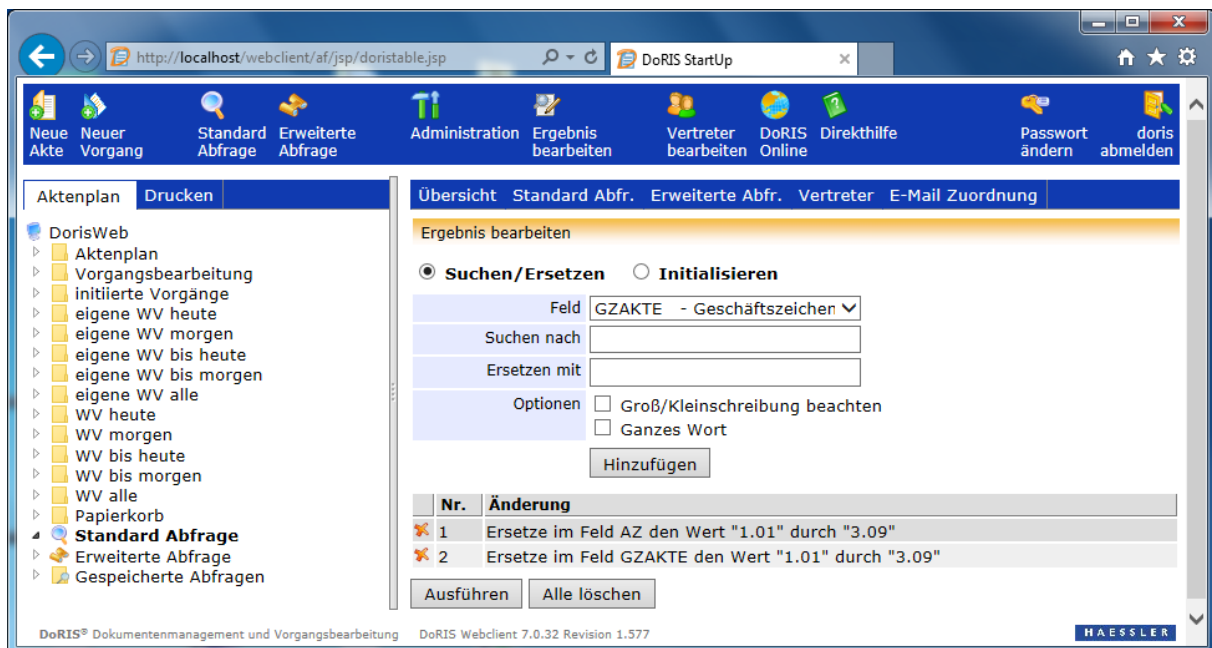 http://localhost/webclient/af/jsp/doristable.jsp
DoRIS StartUp
Neue Akte
Neuer Vorgang
Standard Abfrage
Erweiterte Abfrage
Administration
Ergebnis bearbeiten
Vertreter bearbeiten
DoRIS Online
Direkthilfe
Passwort ändern
doris abmelden
Aktenplan Drucken
DorisWeb
Aktenplan
Vorgangsbearbeitung
initiierte Vorgänge
eigene WV heute
eigene WV morgen
eigene WV bis heute
eigene WV bis morgen
eigene WV alle
WV heute
WV morgen
WV bis heute
WV bis morgen
WV alle
Papierkorb
Standard Abfrage
Erweiterte Abfrage
Gespeicherte Abfragen
Übersicht Standard Abfr. Erweiterte Abfr. Vertreter E-Mail Zuordnung
Ergebnis bearbeiten
Suchen/Ersetzen Initialisieren
Feld GZAKTE - Geschäftszeichen
Suchen nach
Ersetzen mit
Optionen Groß/Kleinschreibung beachten
Ganzes Wort
Hinzufügen
Nr. Änderung
1 Ersetze im Feld AZ den Wert "1.01" durch "3.09"
2 Ersetze im Feld GZAKTE den Wert "1.01" durch "3.09"
Ausführen Alle löschen
DoRIS® Dokumentenmanagement und Vorgangsbearbeitung DoRIS Webclient 7.0.32 Revision 1.577
HAESSLER